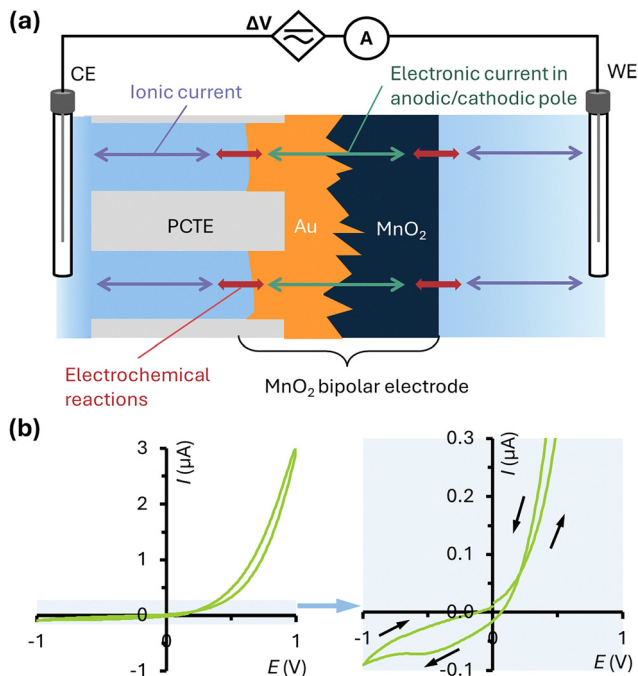 (a)
ΔV
A
CE
WE
Ionic current
Electronic current in
anodic/cathodic pole
PCTE
Au
MnO₂
Electrochemical
reactions
MnO₂ bipolar electrode
(b)
3
I (µA)
2
1
0
-1
0
1
-1
E (V)
0.3
I (µA)
0.2
0.1
0.0
-1
0
1
-0.1
E (V)